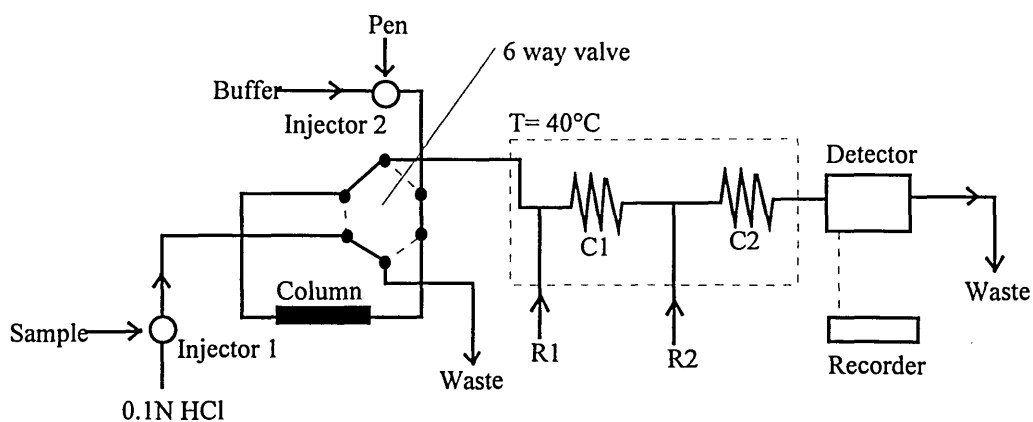 Pen
6 way valve
Buffer
Injector 2
T= 40°C
Detector
C1
C2
Column
Waste
Sample
Injector 1
R1
R2
Recorder
Waste
0.1N HCl